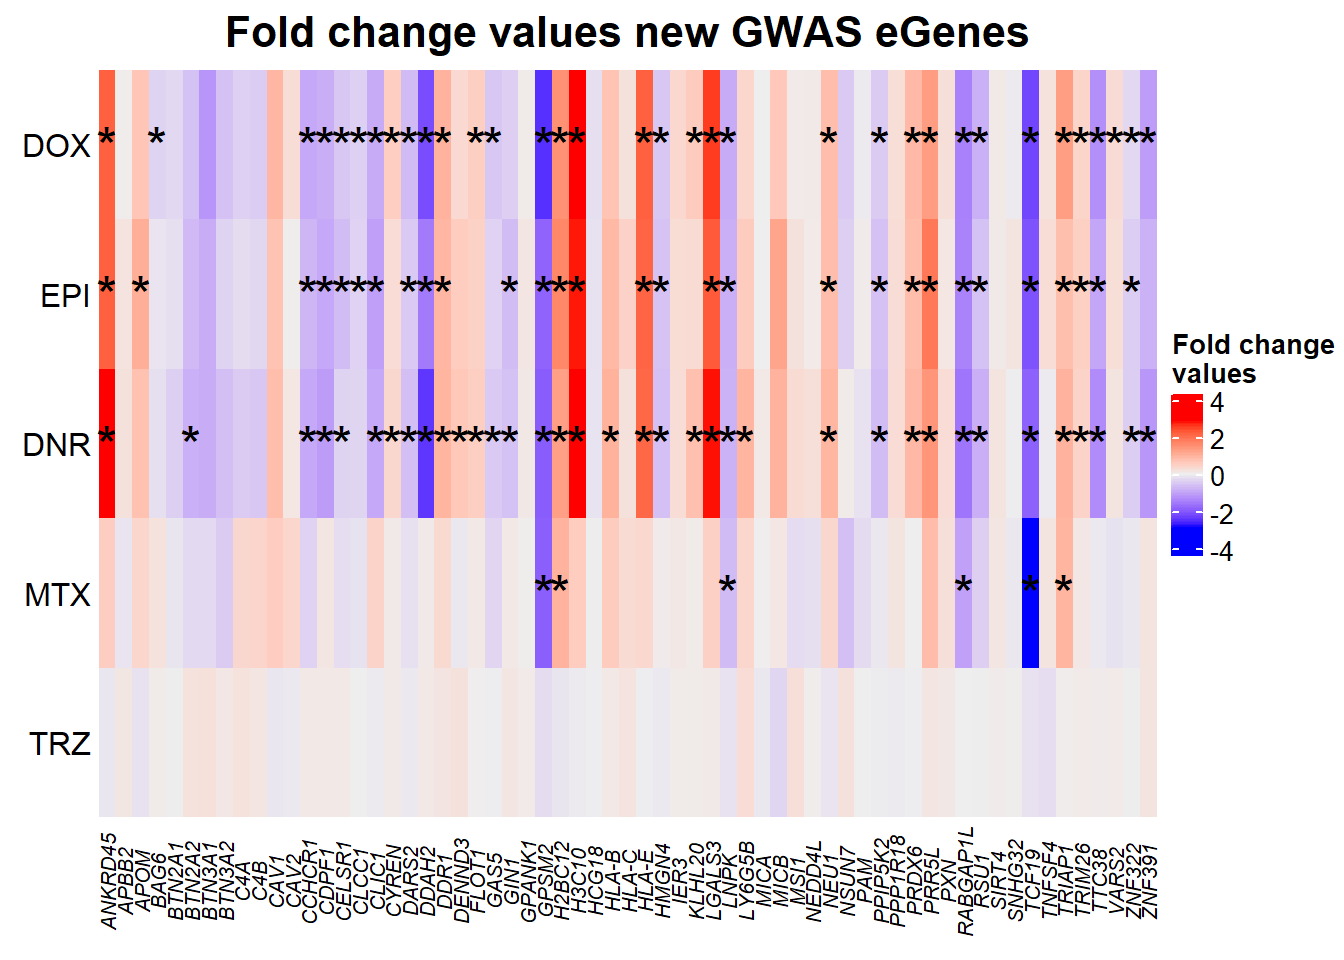 Fold change values new GWAS eGenes
DOX
EPI
DNR
MTX
TRZ
Fold change
values
4
2
0
-2
-4
ANKRD45
APBB2
APOM
BAG6
BTN2A1
BTN2A2
BTN3A1
BTN3A2
C4A
C4B
CAV1
CAV2
CCHCR1
CDPF1
CELSR1
CLCC1
CLIC1
CYREN
DARS2
DDAH2
DDR1
DENND3
FLOT1
GAS5
GIN1
GPANK1
GPSM2
H2BC12
H3C10
HCG18
HLA-B
HLA-C
HLA-E
HMGN4
IER3
KLHL20
LGALS3
LNPK
LY6G5B
MICA
MICB
MSI1
NEDD4L
NEU1
NSUN7
PAM
PPIP5K2
PPP1R18
PRDX6
PRR5L
PXN
RABGAP1L
RSU1
SIRT4
SNHG32
TCF19
TNFSF4
TRIAP1
TRIM26
TTC38
VARS2
ZNF322
ZNF391